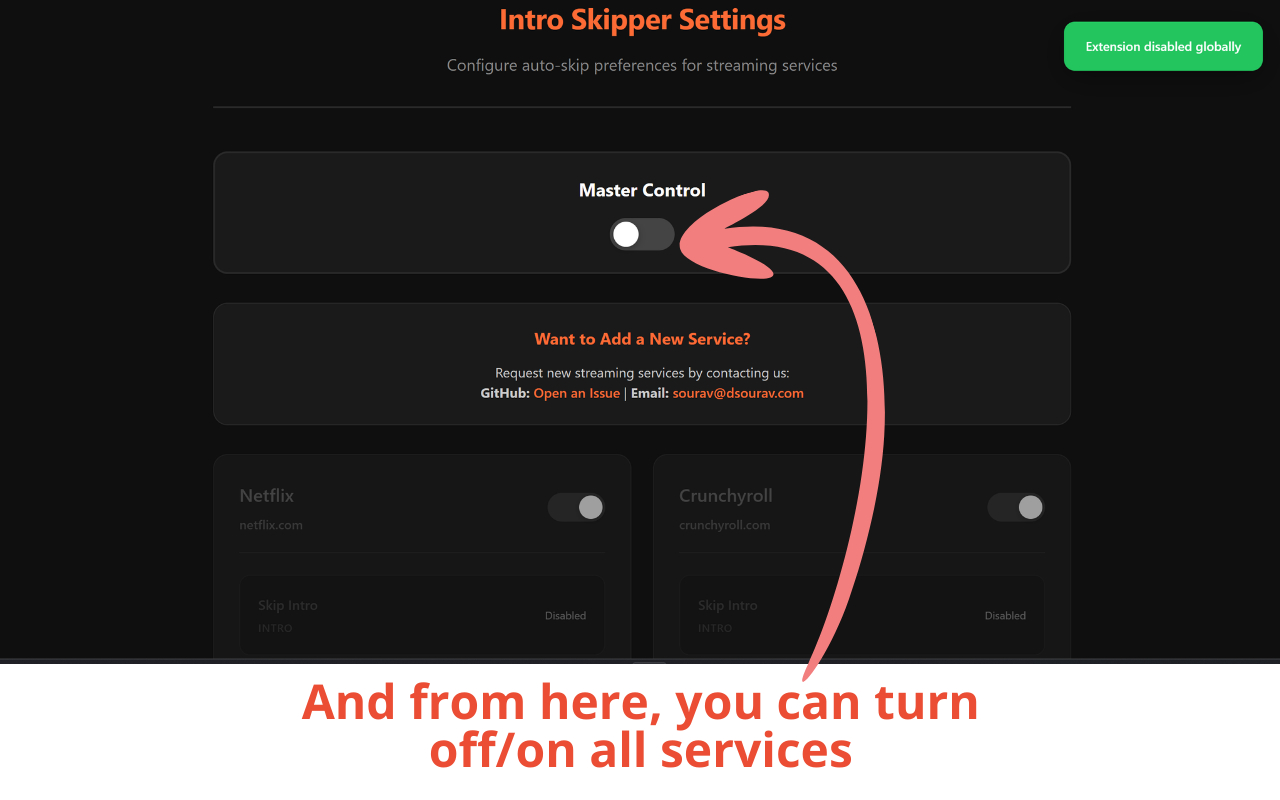 Intro Skipper Settings
Extension disabled globally
Configure auto-skip preferences for streaming services
Master Control
Want to Add a New Service?
Request new streaming services by contacting us:
GitHub: Open an Issue | Email: sourav@dsourav.com
Netflix
netflix.com
Skip Intro
INTRO
Disabled
Crunchyroll
crunchyroll.com
Skip Intro
INTRO
Disabled
And from here, you can turn
off/on all services